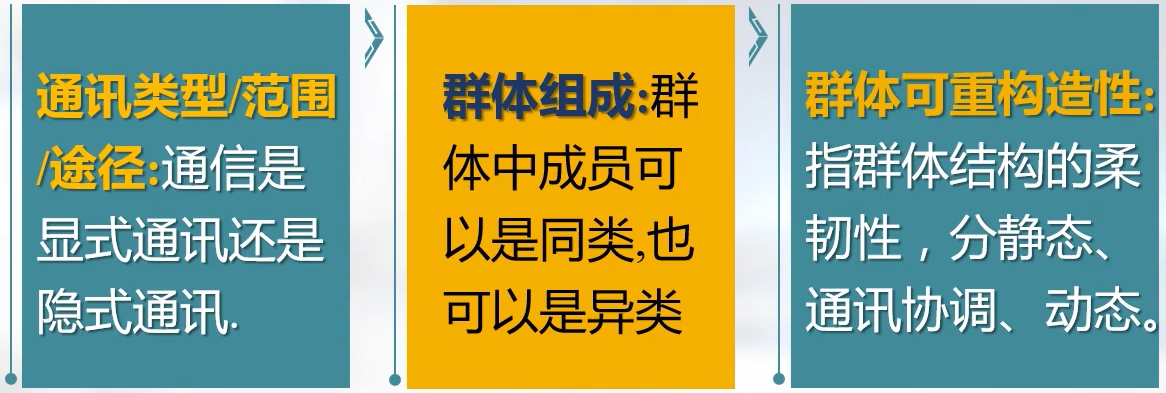 通讯类型/范围
/途径:通信是
显式通讯还是
隐式通讯.
群体组成:群
体中成员可
以是同类,也
可以是异类
群体可重构造性:
指群体结构的柔
韧性，分静态、
通讯协调、动态。